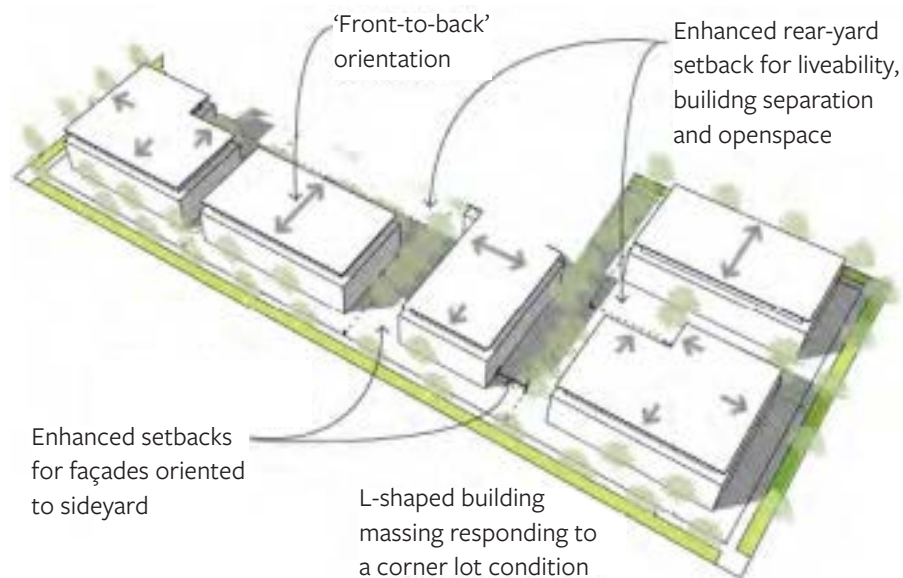 ‘Front-to-back’
orientation
Enhanced rear-yard
setback for liveability,
builidng separation
and openspace
Enhanced setbacks
for façades oriented
to sideyard
L-shaped building
massing responding to
a corner lot condition